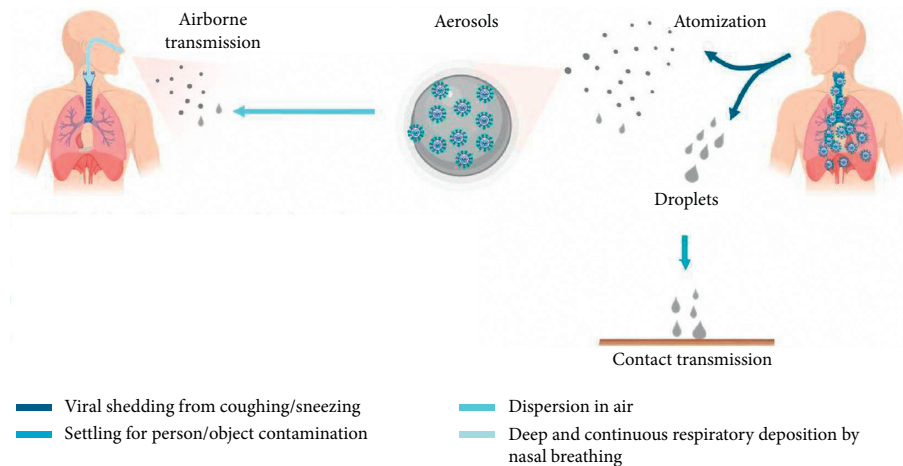 Airborne
transmission
Aerosols
Atomization
Droplets
Contact transmission
Viral shedding from coughing/sneezing
Settling for person/object contamination
Dispersion in air
Deep and continuous respiratory deposition by
nasal breathing